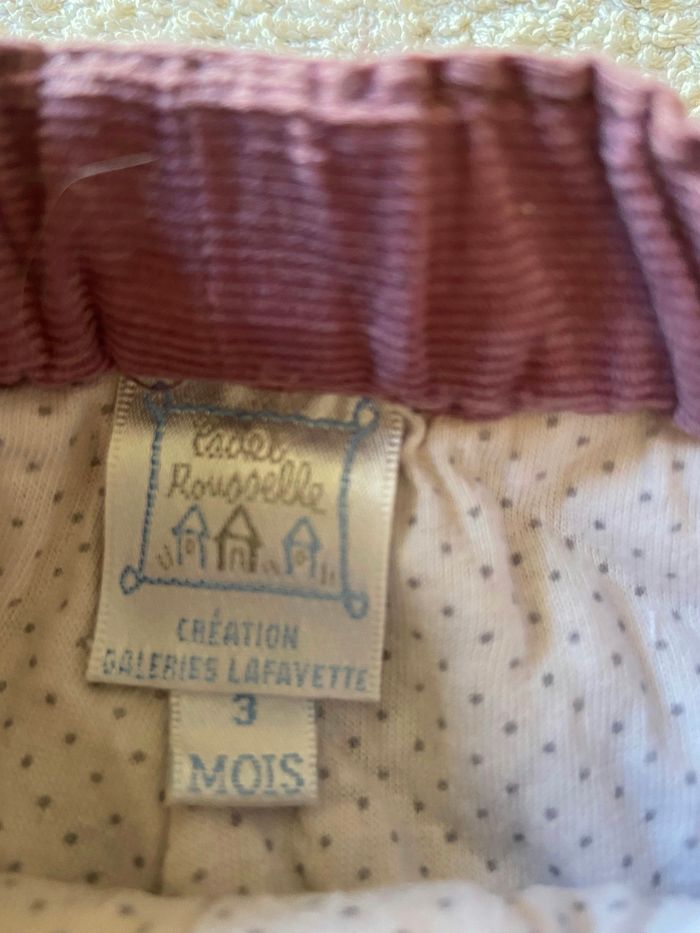 Cadet
Rousselle
CRÉATION
GALERIES LAFAYETTE
3
MOIS